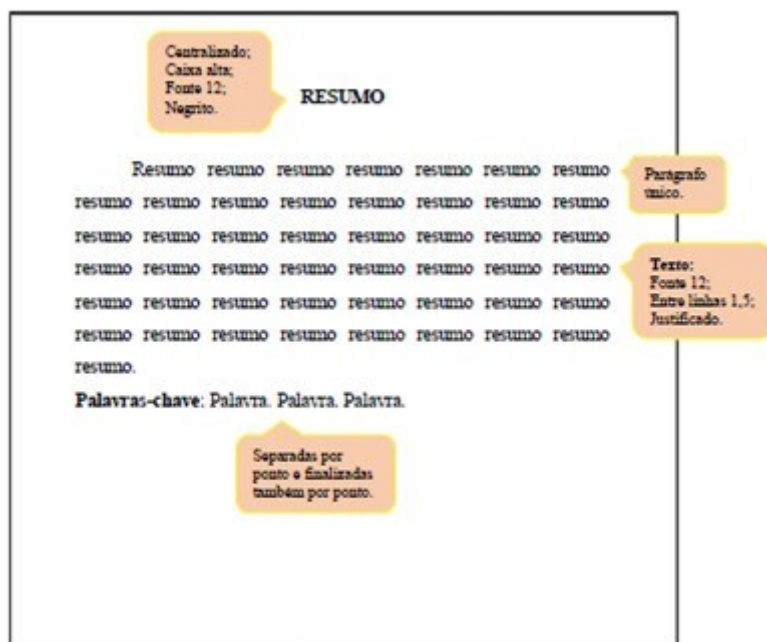 Centralizado;
Caixa alta;
Fonte 12;
Negrito.
RESUMO
Resumo resumo resumo resumo resumo resumo resumo
resumo resumo resumo resumo resumo resumo resumo resumo
resumo resumo resumo resumo resumo resumo resumo resumo
resumo resumo resumo resumo resumo resumo resumo resumo
resumo resumo resumo resumo resumo resumo resumo resumo
resumo resumo resumo resumo resumo resumo resumo resumo
resumo.
Parágrafo
único.
Texto:
Fonte 12;
Entre linhas 1,5;
Justificado.
Palavras-chave: Palavra. Palavra. Palavra.
Separadas por
ponto e finalizadas
também por ponto.